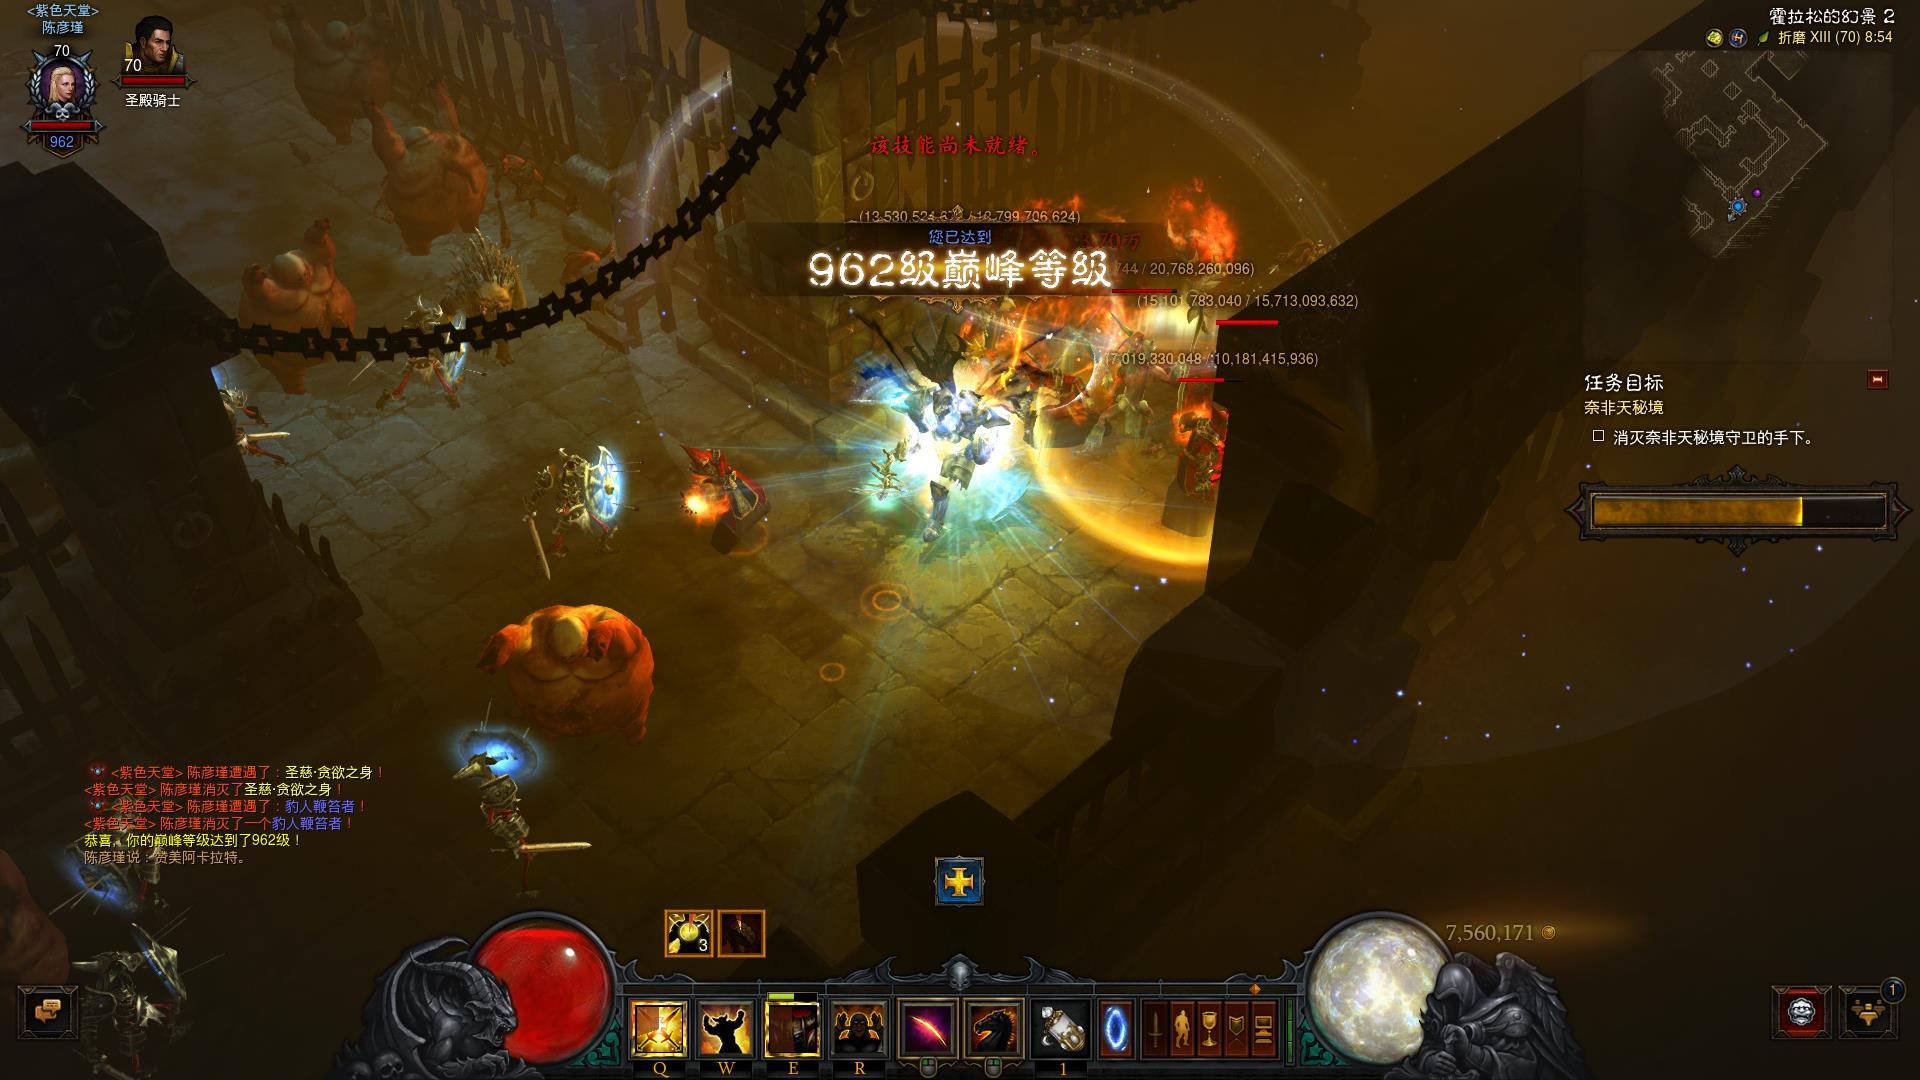 <紫色天堂>
陈彦瑾
70
962
70
圣殿骑士
霍拉松的幻景 2
折磨 XIII (70) 8:54
该技能尚未就绪。
您已达到
962级巅峰等级
3.70万
/ 20,768,260,096)
(15,101,783,040 / 15,713,093,632)
(7,019,330,048 / 10,181,415,936)
任务目标
奈非天秘境
消灭奈非天秘境守卫的手下。
<紫色天堂> 陈彦瑾遭遇了：圣慈·贪欲之身！
<紫色天堂> 陈彦瑾消灭了圣慈·贪欲之身！
<紫色天堂> 陈彦瑾遭遇了：豹人鞭笞者！
<紫色天堂> 陈彦瑾消灭了一个豹人鞭笞者！
恭喜，你的巅峰等级达到了962级！
陈彦瑾说：赞美阿卡拉特。
3
7,560,171
1
Q W E R 1